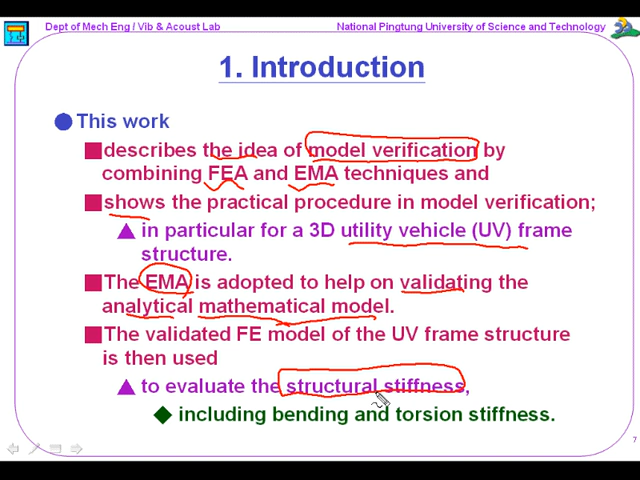 Dept of Mech Eng / Vib & Acoust Lab
National Pingtung University of Science and Technology
1. Introduction
This work
describes the idea of model verification by
combining FEA and EMA techniques and
shows the practical procedure in model verification;
in particular for a 3D utility vehicle (UV) frame
structure.
The EMA is adopted to help on validating the
analytical mathematical model.
The validated FE model of the UV frame structure
is then used
to evaluate the structural stiffness,
including bending and torsion stiffness.
7